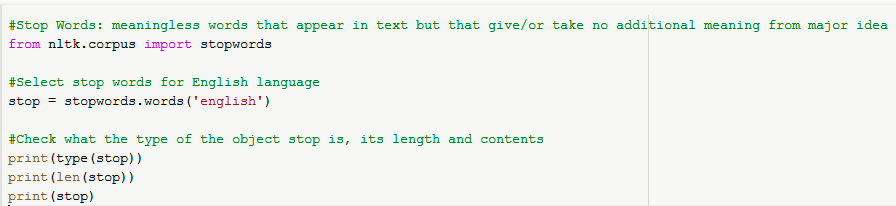 #Stop Words: meaningless words that appear in text but that give/or take no additional meaning from major idea
from nltk.corpus import stopwords
#Select stop words for English language
stop = stopwords.words('english')
#Check what the type of the object stop is, its length and contents
print(type(stop))
print(len(stop))
print(stop)